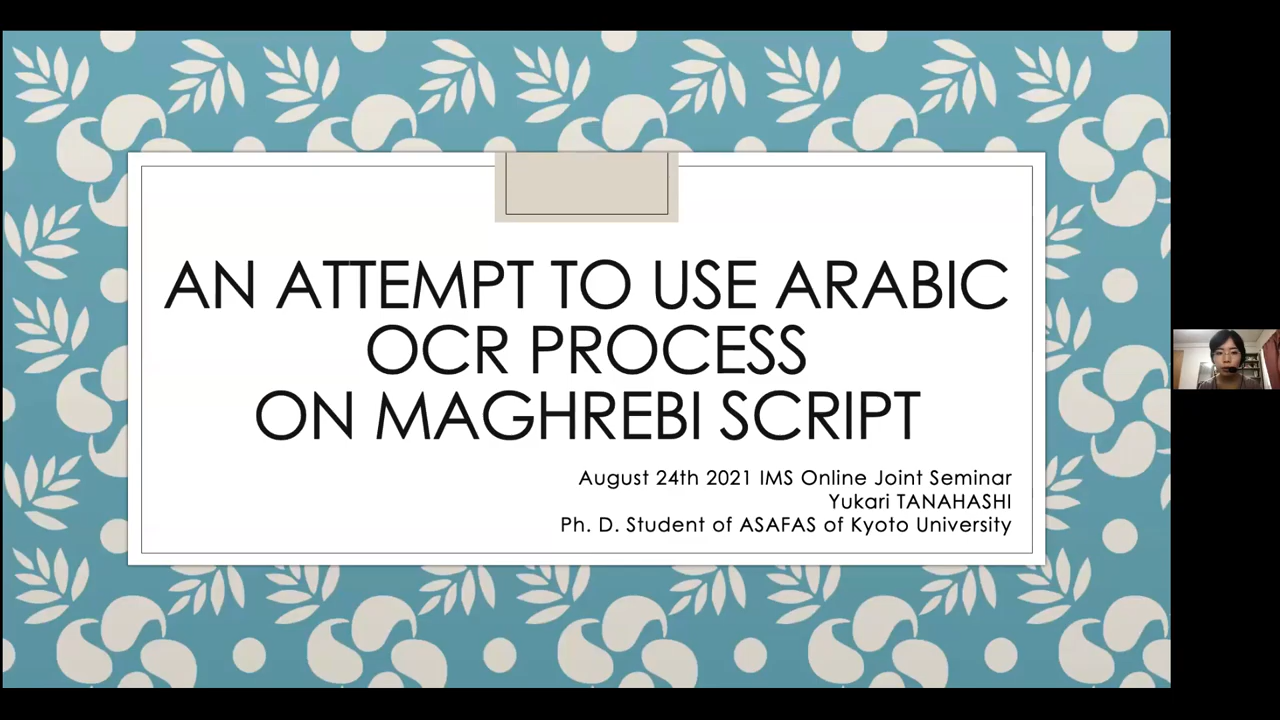 AN ATTEMPT TO USE ARABIC
OCR PROCESS
ON MAGHREBI SCRIPT
August 24th 2021 IMS Online Joint Seminar
Yukari TANAHASHI
Ph. D. Student of ASAFAS of Kyoto University